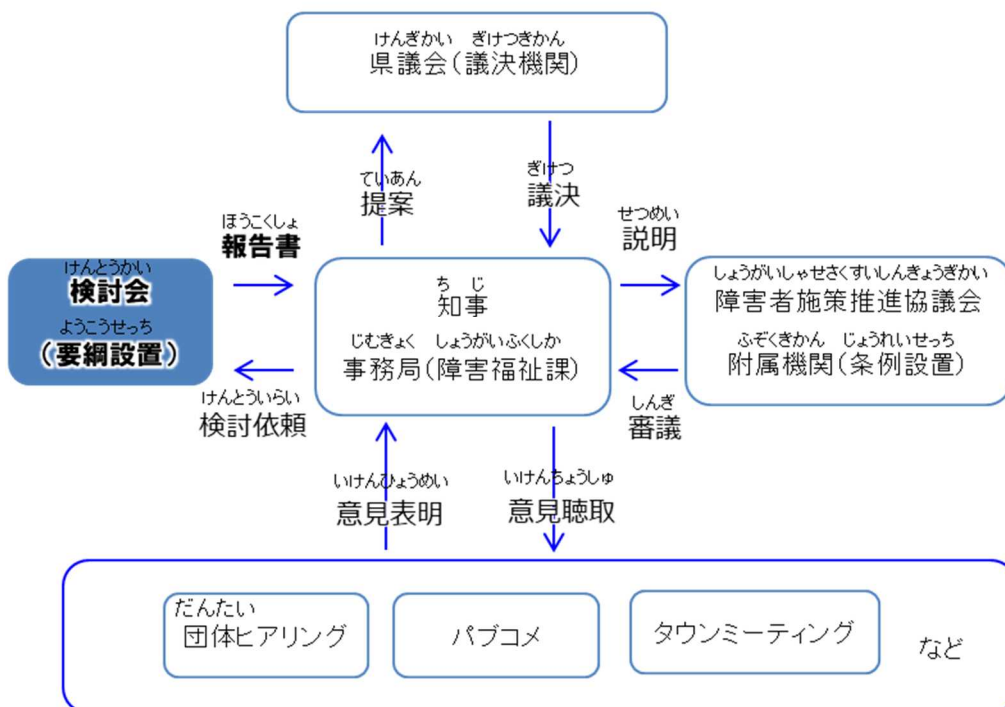 けんぎかい　ぎけつきかん
県議会（議決機関）
ていあん
提案
ぎけつ
議決
ほうこくしょ
報告書
せつめい
説明
けんとうかい
検討会
ようこうせっち
（要綱設置）
ち　じ
知事
じむきょく　しょうがいふくしか
事務局（障害福祉課）
しょうがいしゃせさくすいしんきょうぎかい
障害者施策推進協議会
ふぞくきかん　じょうれいせっち
附属機関（条例設置）
けんとういらい
検討依頼
しんぎ
審議
いけんひょうめい
意見表明
いけんちょうしゅ
意見聴取
だんたい
団体ヒアリング
パブコメ
タウンミーティング
など